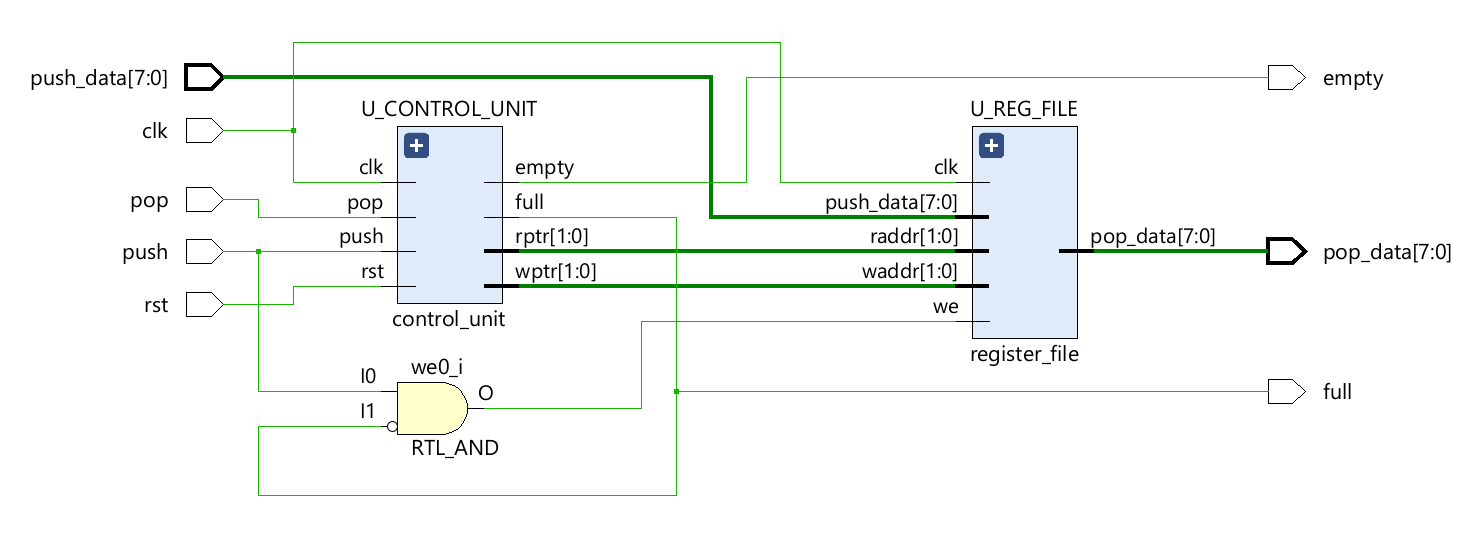 push_data[7:0]
clk
pop
push
rst
U_CONTROL_UNIT
clk
pop
push
rst
empty
full
rptr[1:0]
wptr[1:0]
control_unit
we0_i
I0
I1
O
RTL_AND
U_REG_FILE
clk
push_data[7:0]
raddr[1:0]
waddr[1:0]
we
pop_data[7:0]
register_file
empty
pop_data[7:0]
full